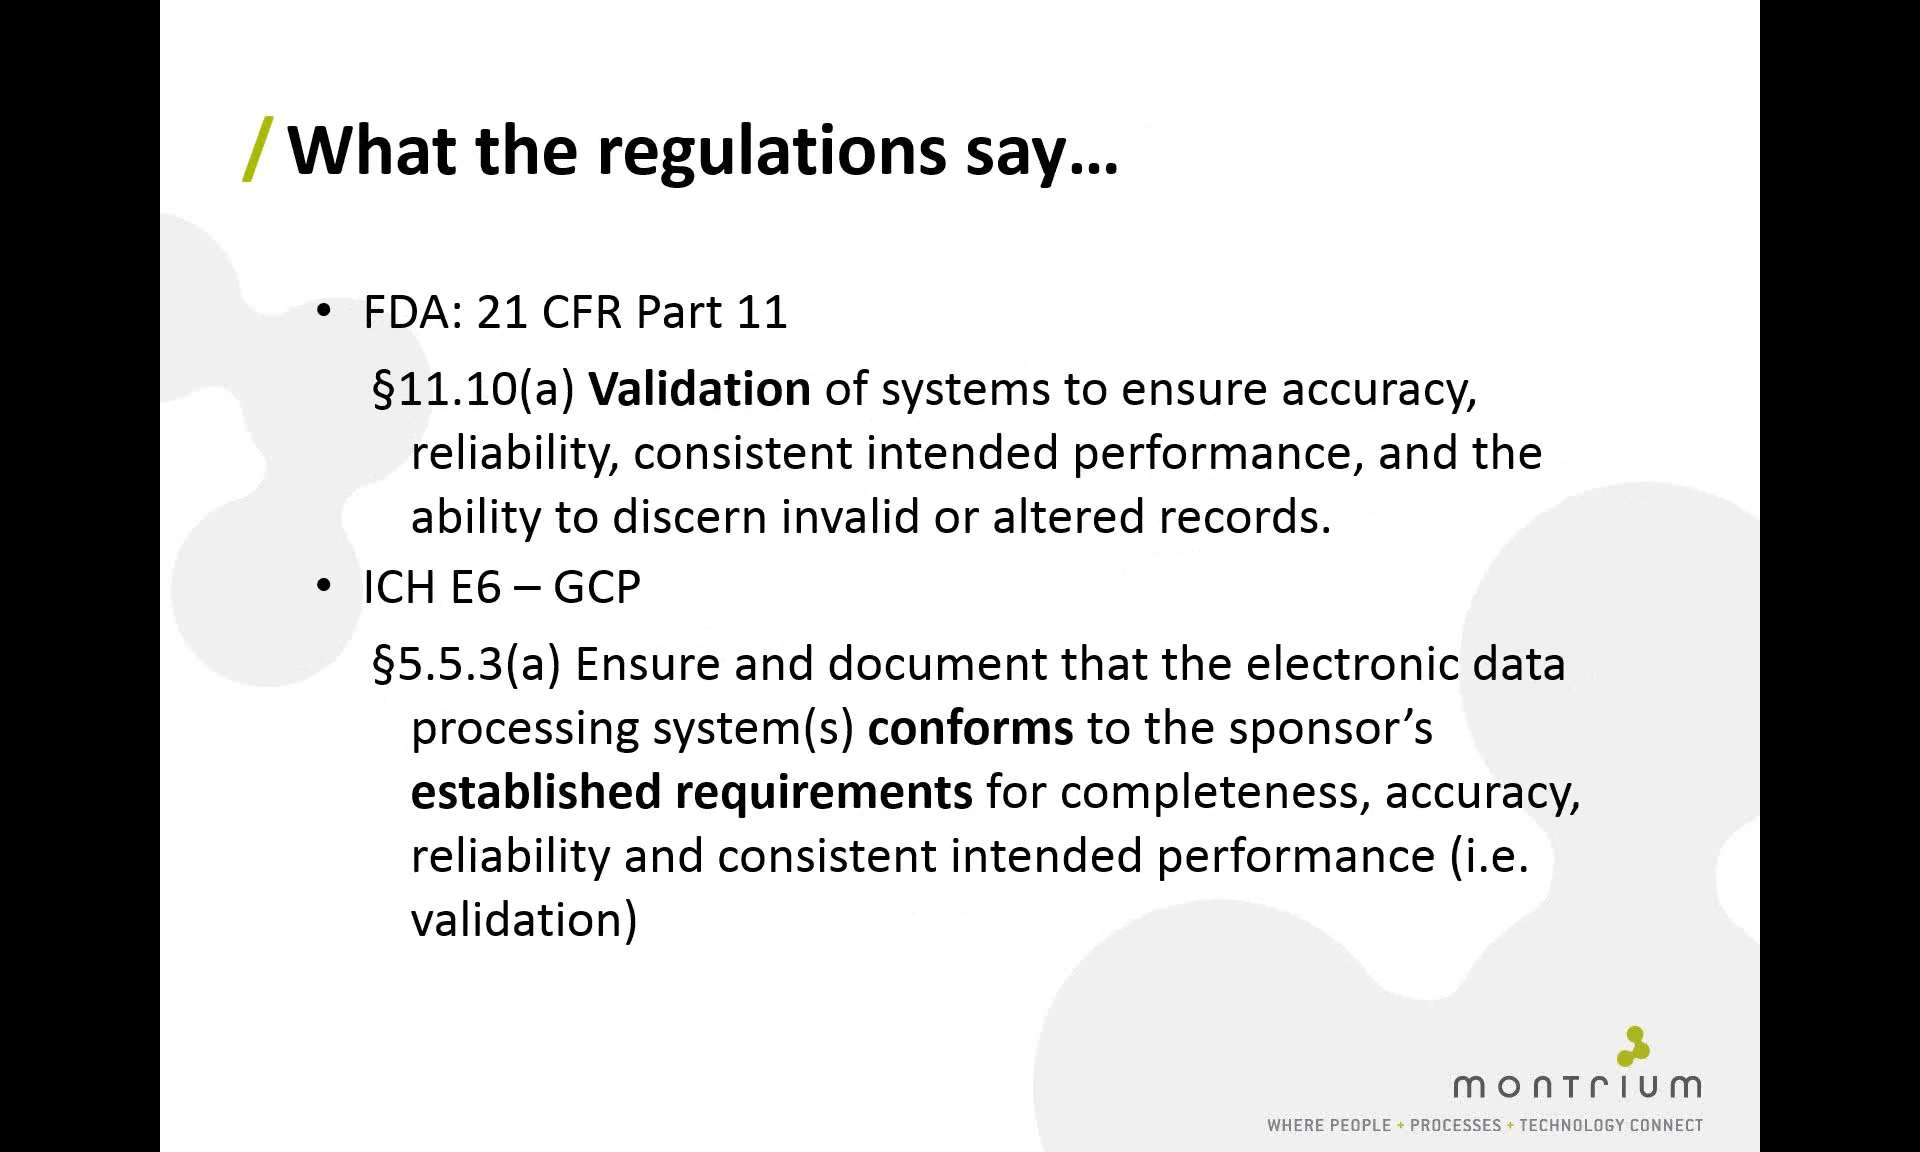 / What the regulations say...
• FDA: 21 CFR Part 11
§11.10(a) Validation of systems to ensure accuracy,
reliability, consistent intended performance, and the
ability to discern invalid or altered records.
• ICH E6 – GCP
§5.5.3(a) Ensure and document that the electronic data
processing system(s) conforms to the sponsor’s
established requirements for completeness, accuracy,
reliability and consistent intended performance (i.e.
validation)
montrium
WHERE PEOPLE + PROCESSES + TECHNOLOGY CONNECT